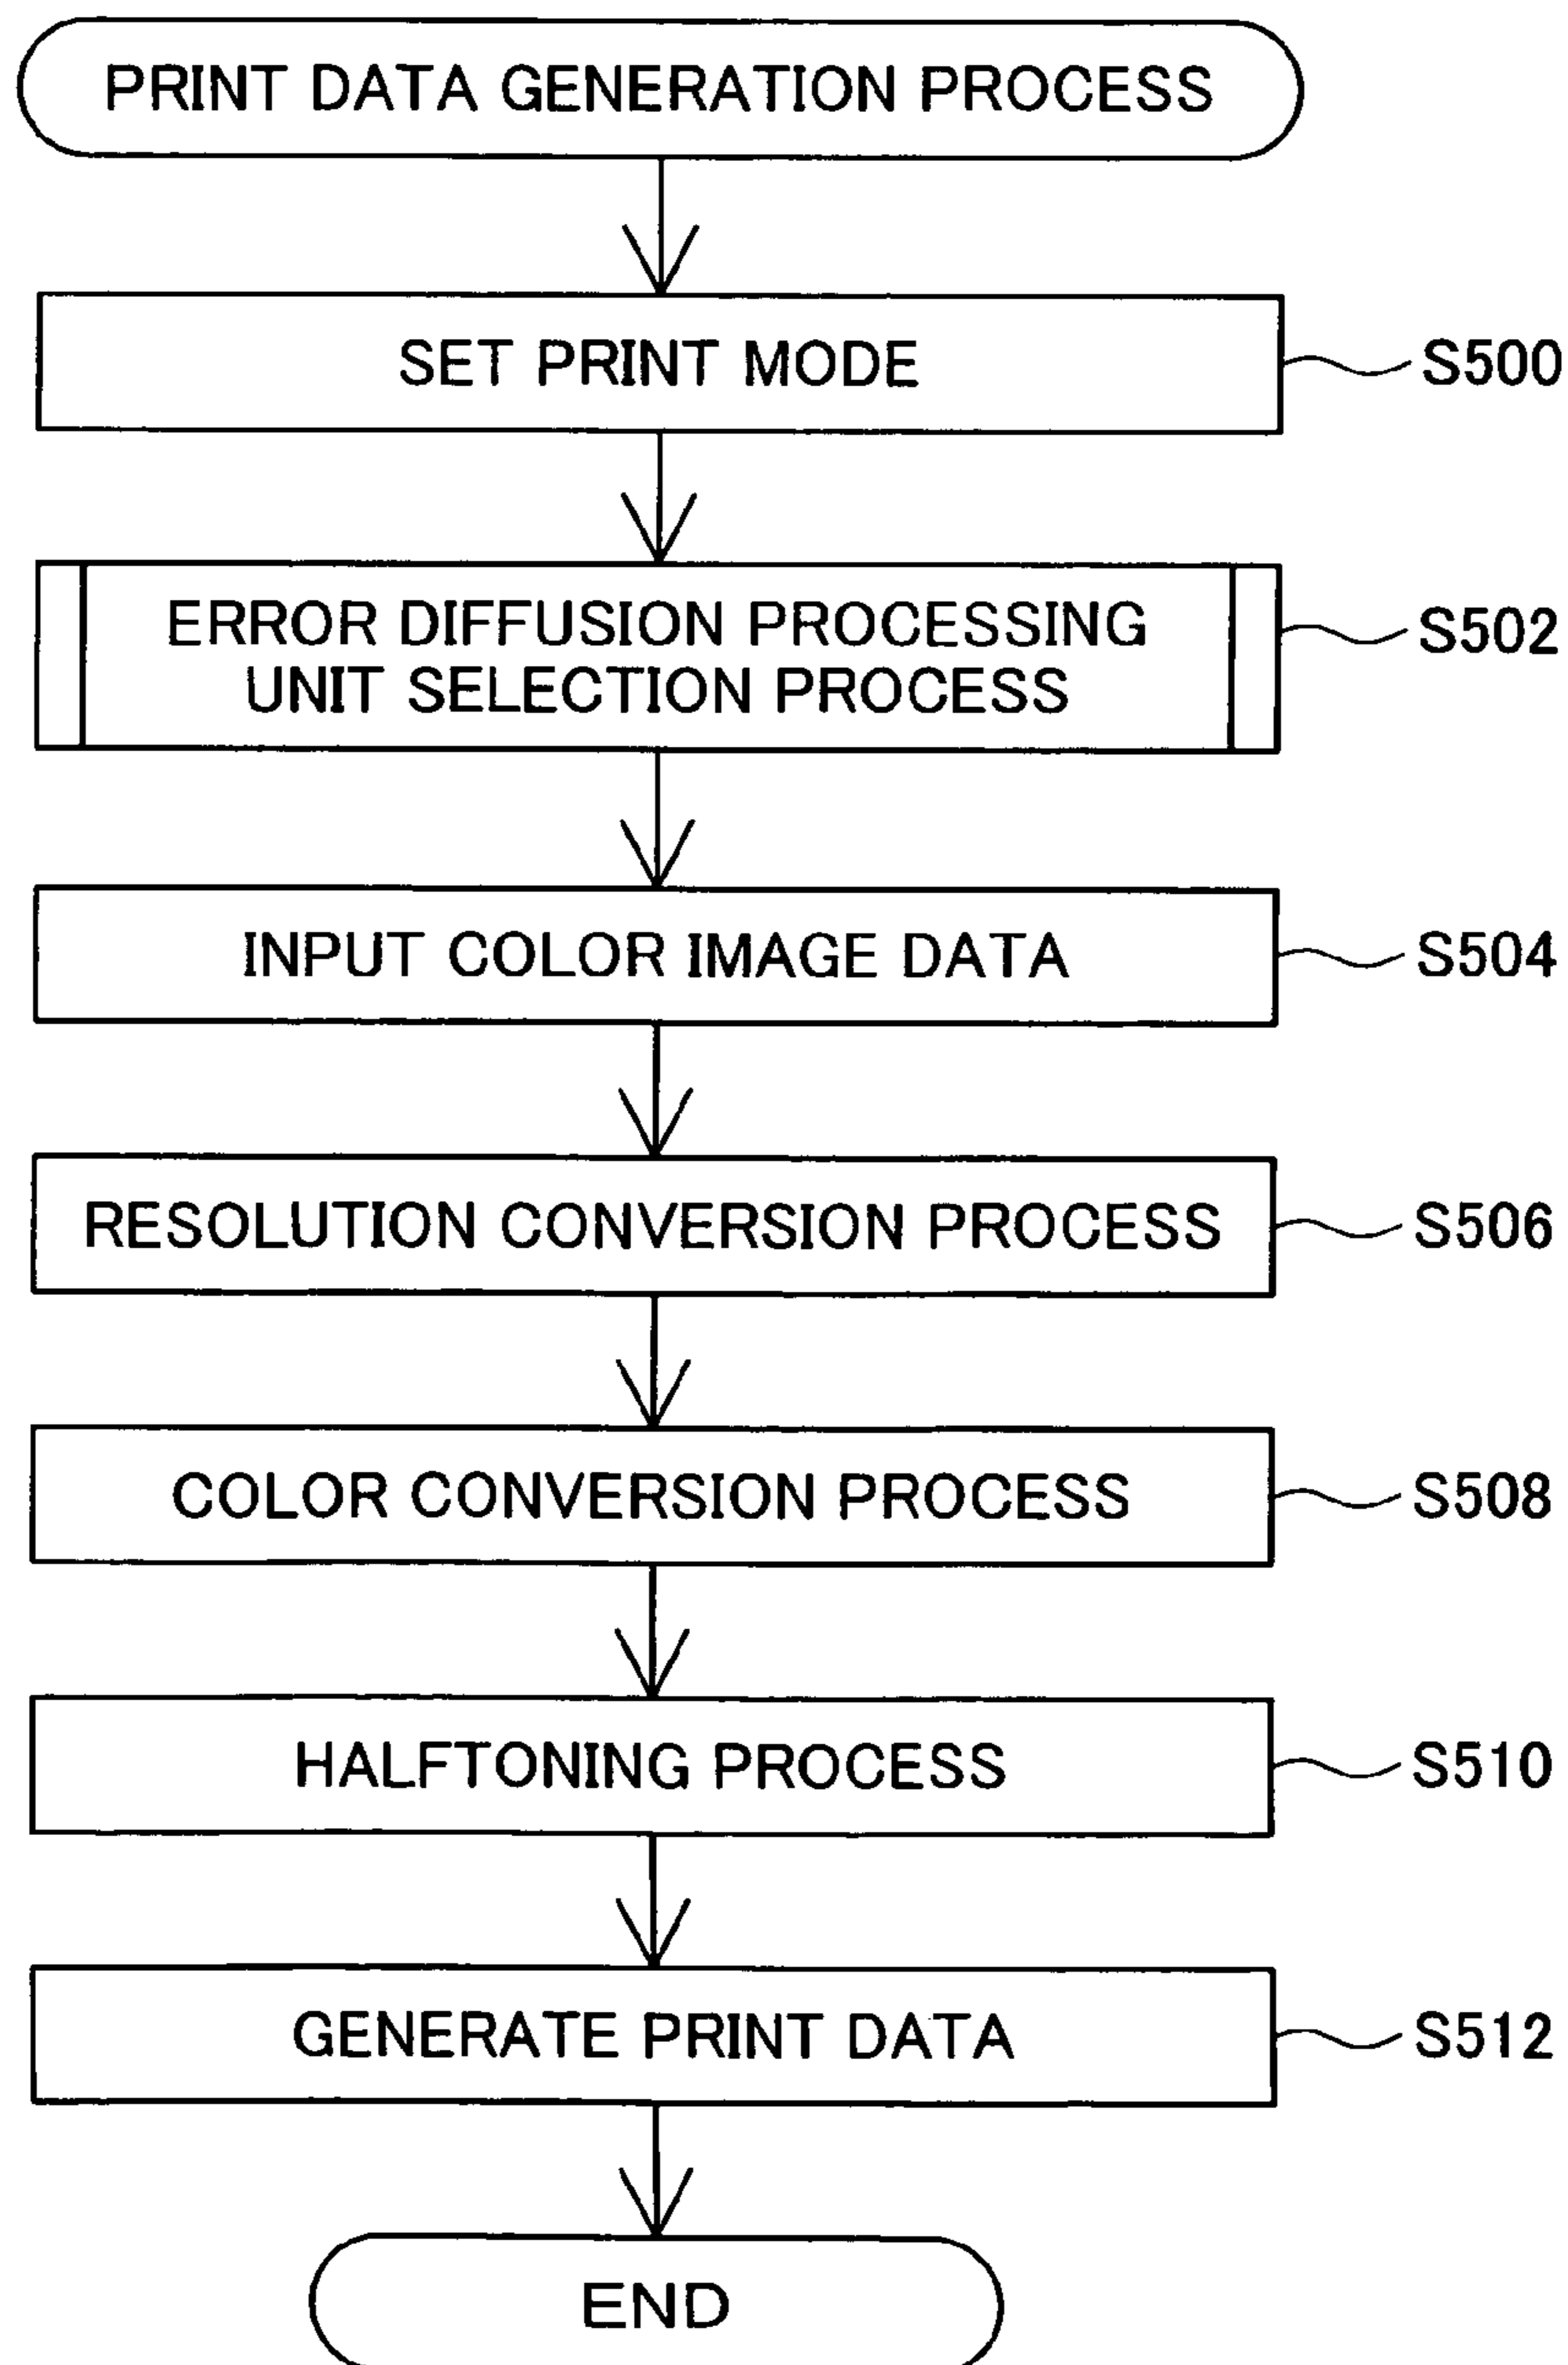 PRINT DATA GENERATION PROCESS
SET PRINT MODE
S500
ERROR DIFFUSION PROCESSING
UNIT SELECTION PROCESS
S502
INPUT COLOR IMAGE DATA
S504
RESOLUTION CONVERSION PROCESS
S506
COLOR CONVERSION PROCESS
S508
HALFTONING PROCESS
S510
GENERATE PRINT DATA
S512
END